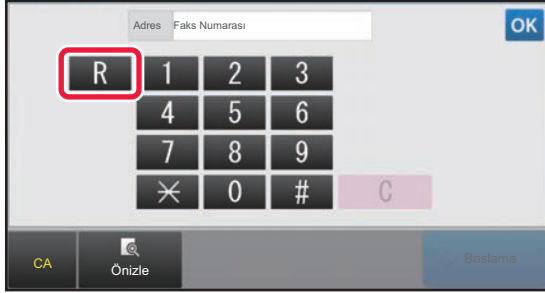 Adres Faks Numarası OK
R 1 2 3
4 5 6
7 8 9
* 0 # C
CA Önizle Başlama